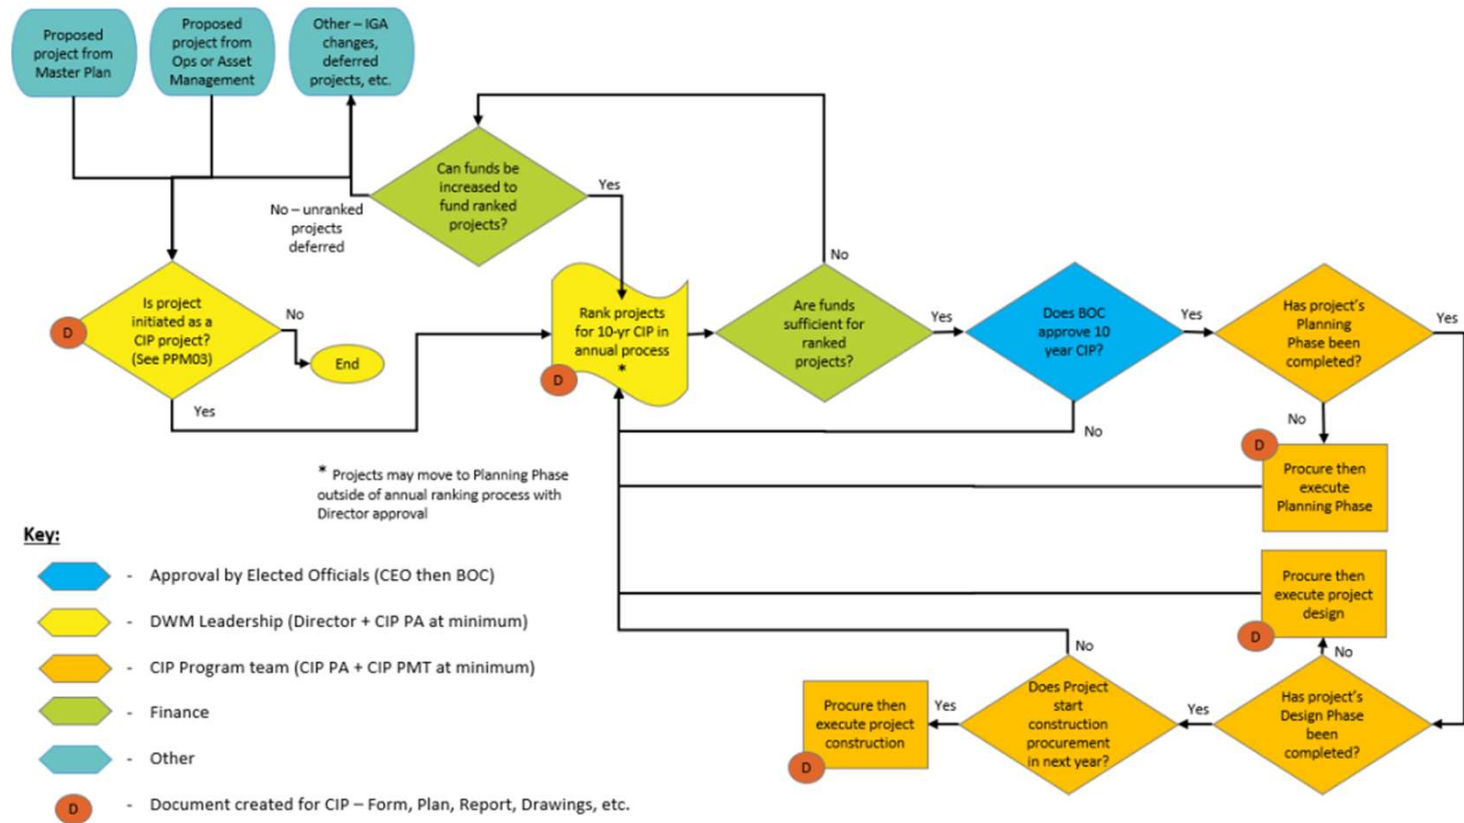 Proposed
project from
Master Plan
Proposed
project from
Ops or Asset
Management
Other – IGA
changes,
deferred
projects, etc.
Can funds be
increased to
fund ranked
projects?
Yes
No – unranked
projects
deferred
No
Is project
initiated as a
CIP project?
(See PPM03)
D
No
End
Yes
Rank projects
for 10-yr CIP in
annual process
*
D
Are funds
sufficient for
ranked
projects?
Yes
Does BOC
approve 10
year CIP?
Yes
No
Has project's
Planning
Phase been
completed?
Yes
No
D
Procure then
execute
Planning Phase
* Projects may move to Planning Phase
outside of annual ranking process with
Director approval
Procure then
execute project
design
D
No
Has project's
Design Phase
been
completed?
Yes
No
Does Project
start
construction
procurement
in next year?
Yes
Procure then
execute project
construction
D
Key:
- Approval by Elected Officials (CEO then BOC)
- DWM Leadership (Director + CIP PA at minimum)
- CIP Program team (CIP PA + CIP PMT at minimum)
- Finance
- Other
D - Document created for CIP – Form, Plan, Report, Drawings, etc.